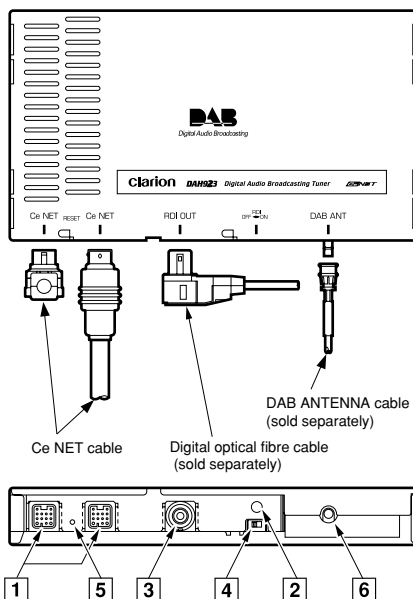 DAB
Digital Audio Broadcasting
Clarion DAH923 Digital Audio Broadcasting Tuner CeNET
Ce NET RESET Ce NET RDI OUT RDI OFF ON DAB ANT
DAB ANTENNA cable
(sold separately)
Ce NET cable
Digital optical fibre cable
(sold separately)
1 5 3 4 2 6